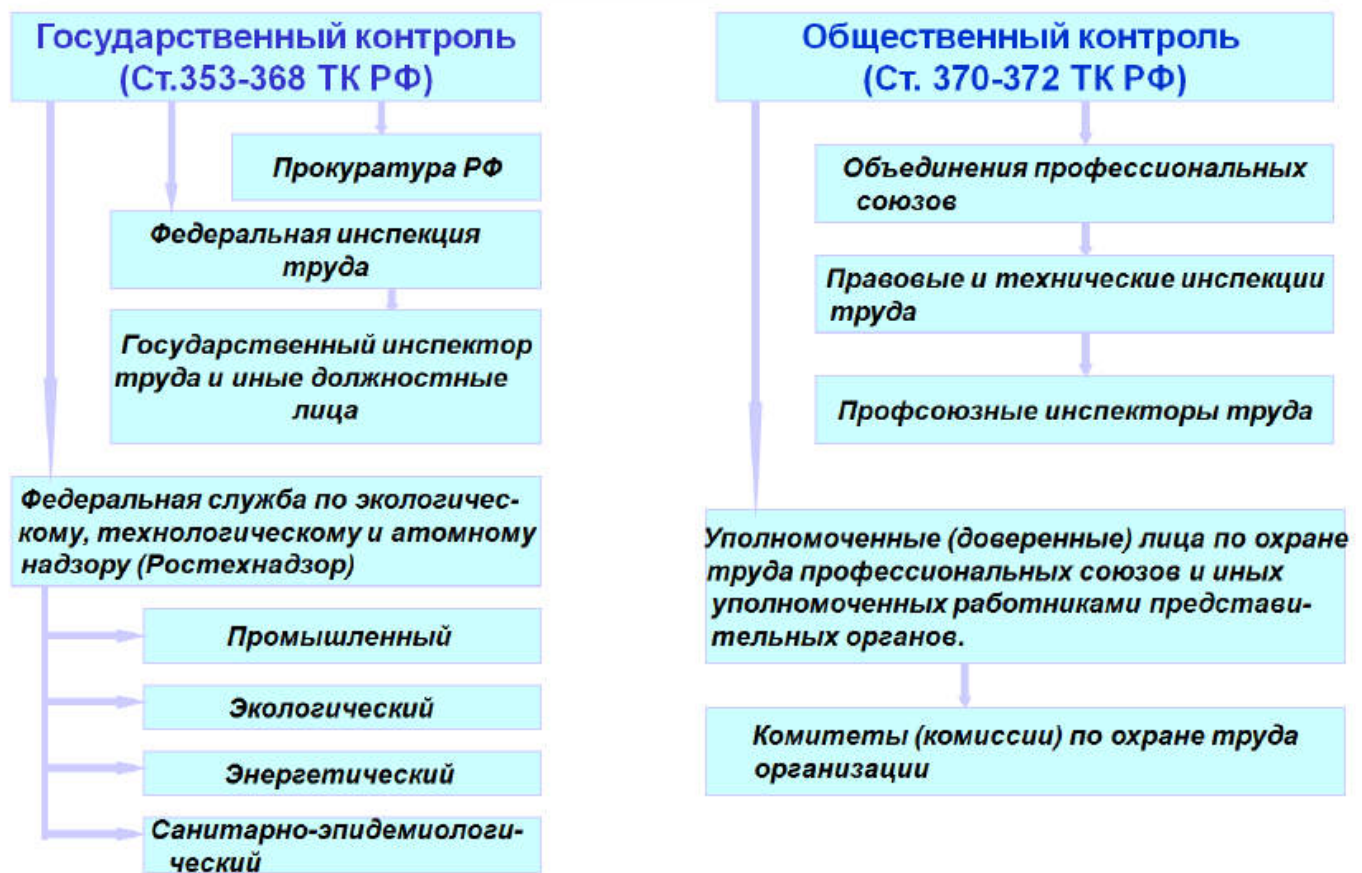 Государственный контроль
(Ст.353-368 ТК РФ)
Прокуратура РФ
Федеральная инспекция
труда
Государственный инспектор
труда и иные должностные
лица
Федеральная служба по экологичес-
кому, технологическому и атомному
надзору (Ростехнадзор)
Промышленный
Экологический
Энергетический
Санитарно-эпидемиологи-
ческий
Общественный контроль
(Ст. 370-372 ТК РФ)
Объединения профессиональных
союзов
Правовые и технические инспекции
труда
Профсоюзные инспекторы труда
Уполномоченные (доверенные) лица по охране
труда профессиональных союзов и иных
уполномоченных работниками представи-
тельных органов.
Комитеты (комиссии) по охране труда
организации